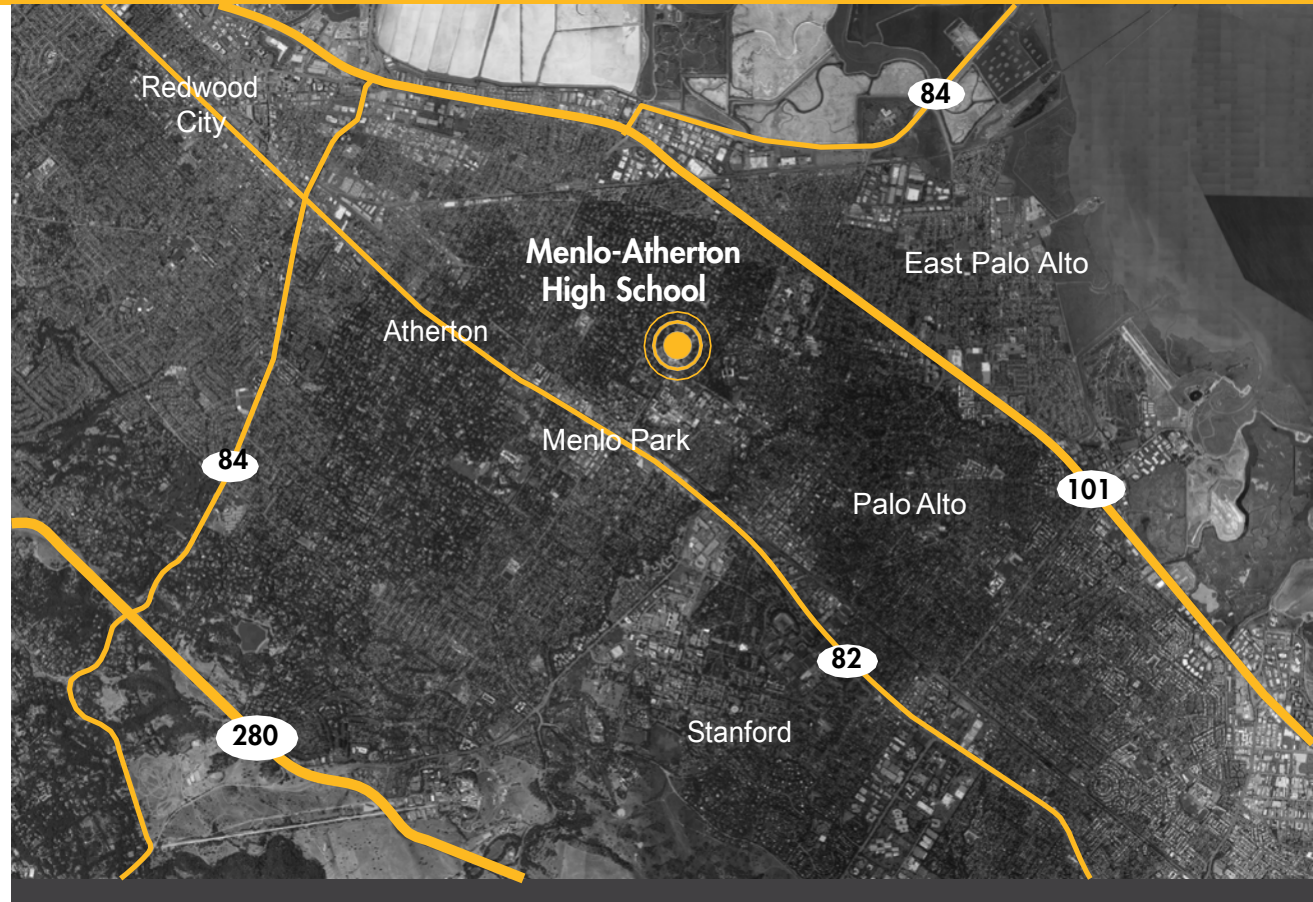 Redwood
City
84
Menlo-Atherton
High School
East Palo Alto
Atherton
Menlo Park
84
101
Palo Alto
82
280
Stanford